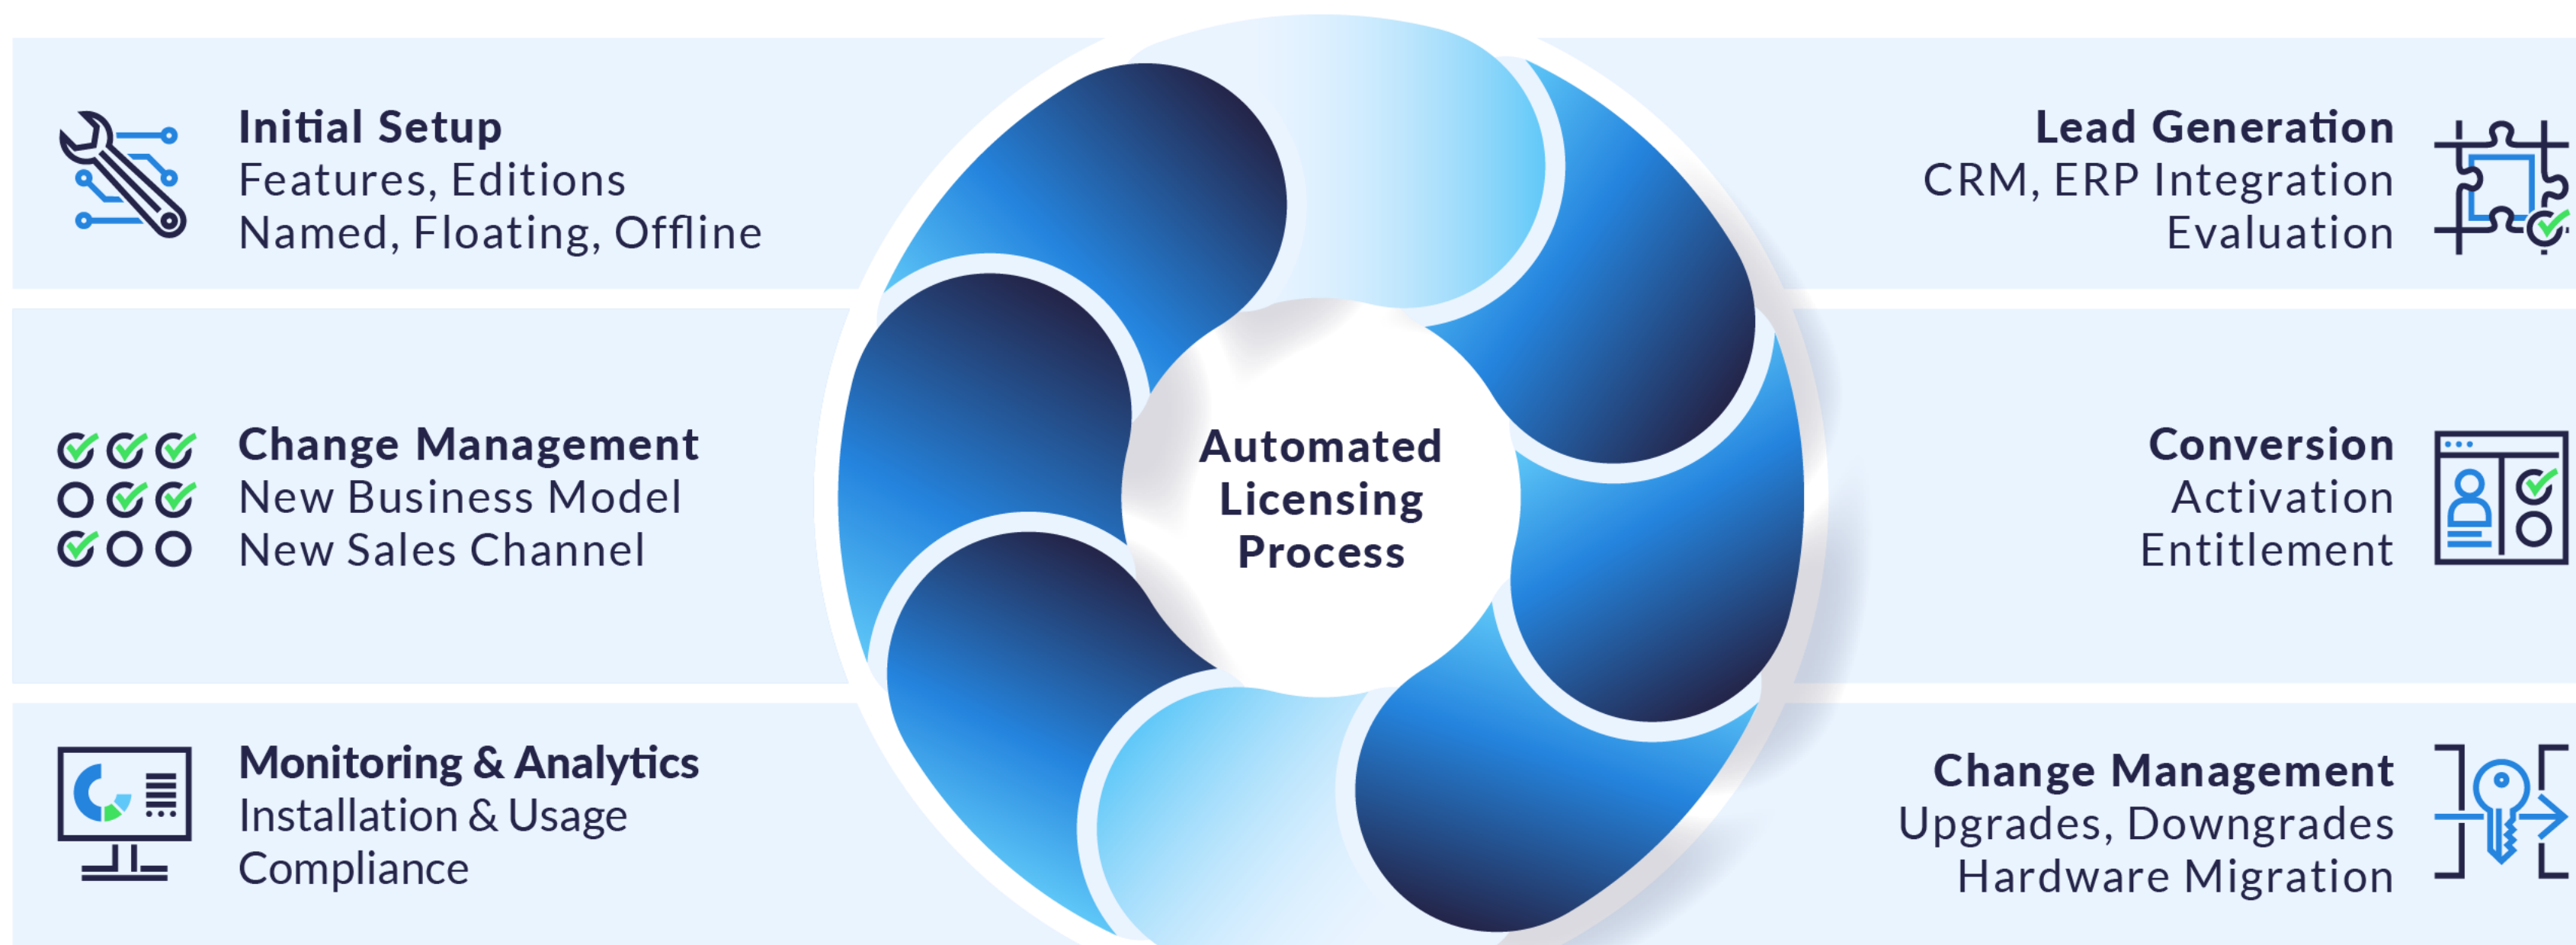 Initial Setup
Features, Editions
Named, Floating, Offline
Change Management
New Business Model
New Sales Channel
Monitoring & Analytics
Installation & Usage
Compliance
Automated
Licensing
Process
Lead Generation
CRM, ERP Integration
Evaluation
Conversion
Activation
Entitlement
Change Management
Upgrades, Downgrades
Hardware Migration